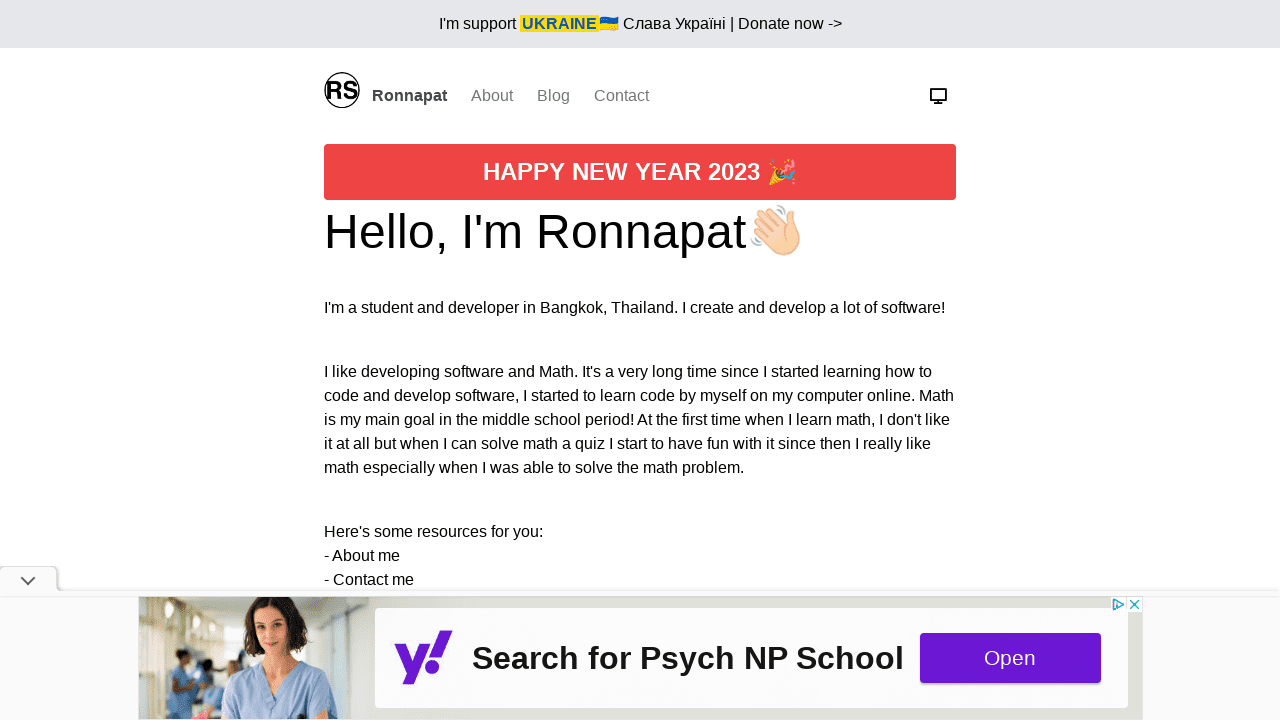 I'm support UKRAINE 🇺🇦 Слава Україні | Donate now ->
RS Ronnapat About Blog Contact
HAPPY NEW YEAR 2023 🎉
Hello, I'm Ronnapat👋🏻
I'm a student and developer in Bangkok, Thailand. I create and develop a lot of software!
I like developing software and Math. It's a very long time since I started learning how to
code and develop software, I started to learn code by myself on my computer online. Math
is my main goal in the middle school period! At the first time when I learn math, I don't like
it at all but when I can solve math a quiz I start to have fun with it since then I really like
math especially when I was able to solve the math problem.
Here's some resources for you:
- About me
- Contact me
Search for Psych NP School
Open